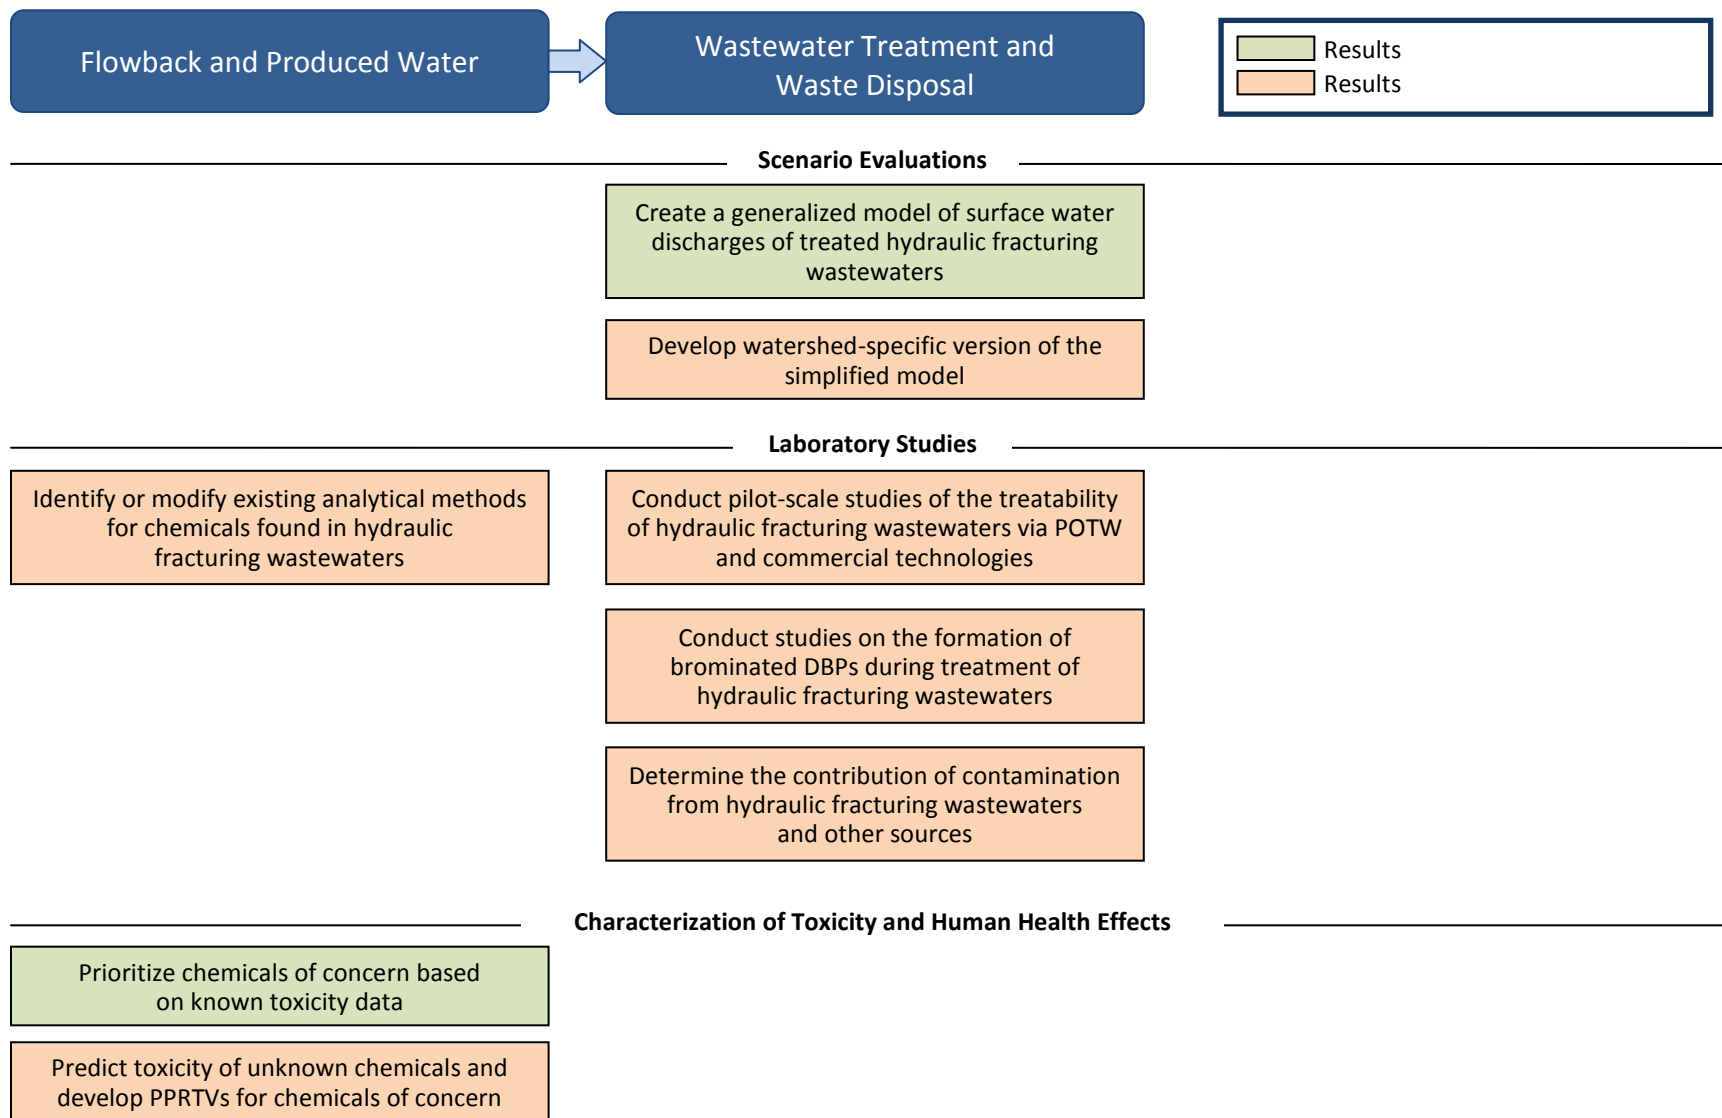 Flowback and Produced Water
Wastewater Treatment and
Waste Disposal
Results
Results
Scenario Evaluations
Create a generalized model of surface water
discharges of treated hydraulic fracturing
wastewaters
Develop watershed-specific version of the
simplified model
Laboratory Studies
Identify or modify existing analytical methods
for chemicals found in hydraulic
fracturing wastewaters
Conduct pilot-scale studies of the treatability
of hydraulic fracturing wastewaters via POTW
and commercial technologies
Conduct studies on the formation of
brominated DBPs during treatment of
hydraulic fracturing wastewaters
Determine the contribution of contamination
from hydraulic fracturing wastewaters
and other sources
Characterization of Toxicity and Human Health Effects
Prioritize chemicals of concern based
on known toxicity data
Predict toxicity of unknown chemicals and
develop PPRTVs for chemicals of concern